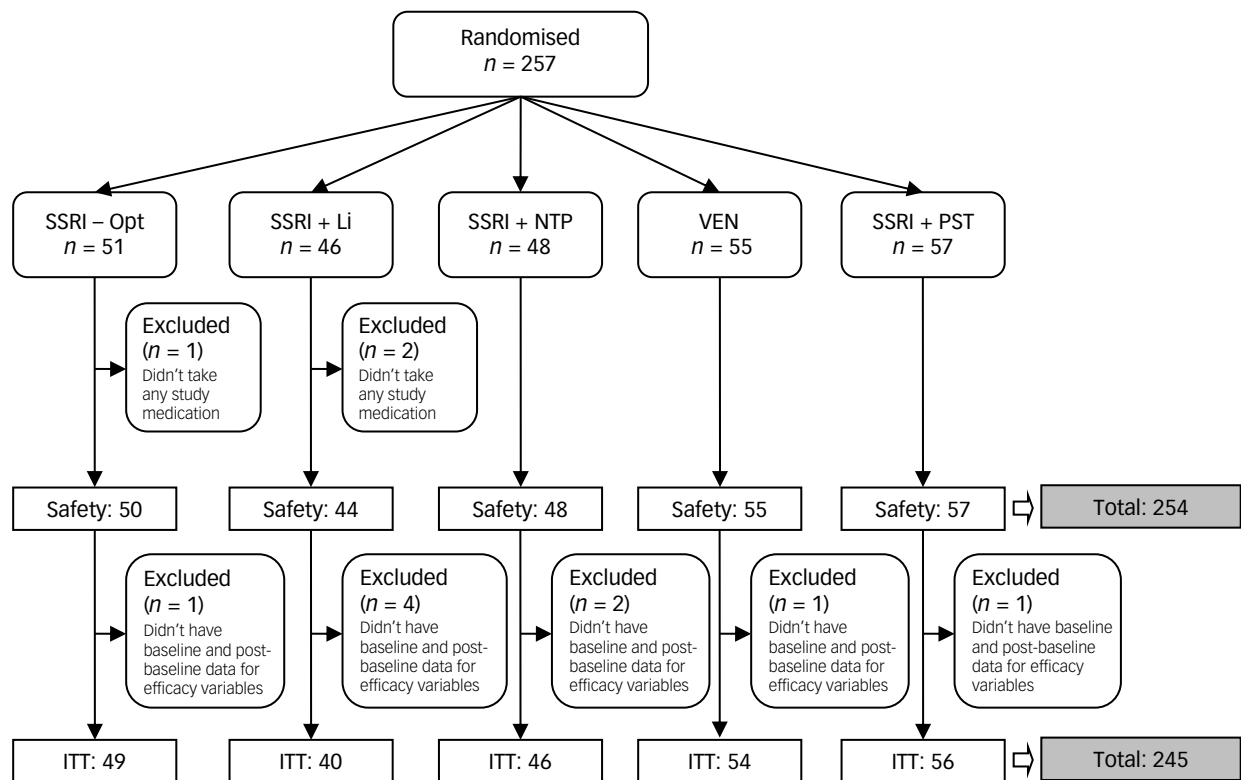 Randomised
n = 257
SSRI – Opt
n = 51
SSRI + Li
n = 46
SSRI + NTP
n = 48
VEN
n = 55
SSRI + PST
n = 57
Excluded
(n = 1)
Didn't take
any study
medication
Excluded
(n = 2)
Didn't take
any study
medication
Safety: 50
Safety: 44
Safety: 48
Safety: 55
Safety: 57
Total: 254
Excluded
(n = 1)
Didn't have
baseline and post-
baseline data for
efficacy variables
Excluded
(n = 4)
Didn't have
baseline and post-
baseline data for
efficacy variables
Excluded
(n = 2)
Didn't have
baseline and post-
baseline data for
efficacy variables
Excluded
(n = 1)
Didn't have
baseline and post-
baseline data for
efficacy variables
Excluded
(n = 1)
Didn't have baseline
and post-baseline
data for efficacy
variables
ITT: 49
ITT: 40
ITT: 46
ITT: 54
ITT: 56
Total: 245